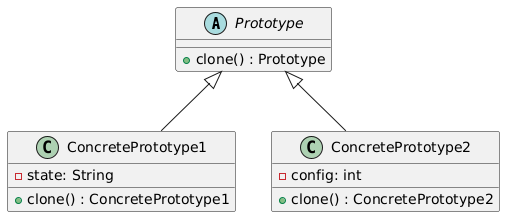 A Prototype
clone() : Prototype
C ConcretePrototype1
state: String
clone() : ConcretePrototype1
C ConcretePrototype2
config: int
clone() : ConcretePrototype2